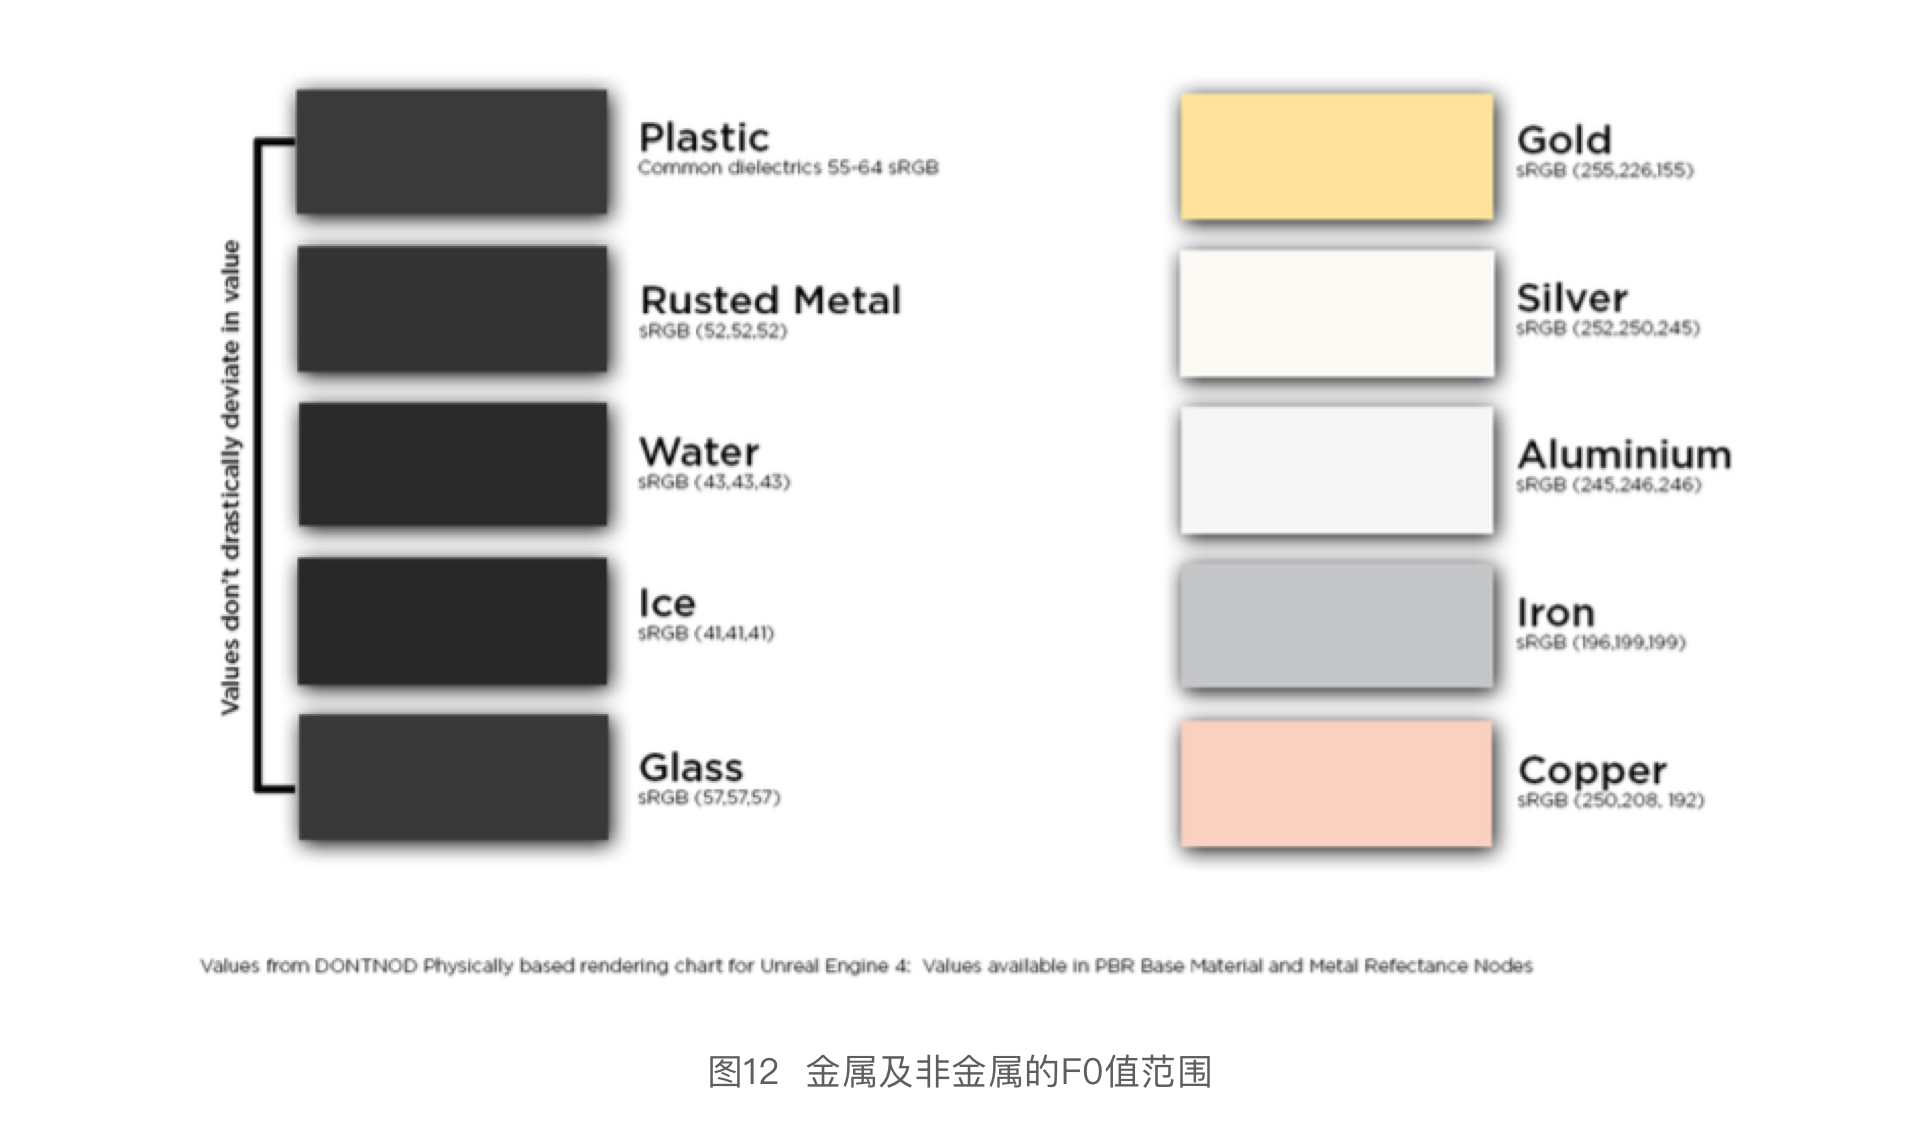 Values don't drastically deviate in value
Plastic
Common dielectrics 55-64 sRGB
Rusted Metal
sRGB (52,52,52)
Water
sRGB (43,43,43)
Ice
sRGB (41,41,41)
Glass
sRGB (57,57,57)
Gold
sRGB (255,226,155)
Silver
sRGB (252,250,245)
Aluminium
sRGB (245,246,246)
Iron
sRGB (196,199,199)
Copper
sRGB (250,208, 192)
Values from DONTNOD Physically based rendering chart for Unreal Engine 4: Values available in PBR Base Material and Metal Refectance Nodes
图12 金属及非金属的F0值范围